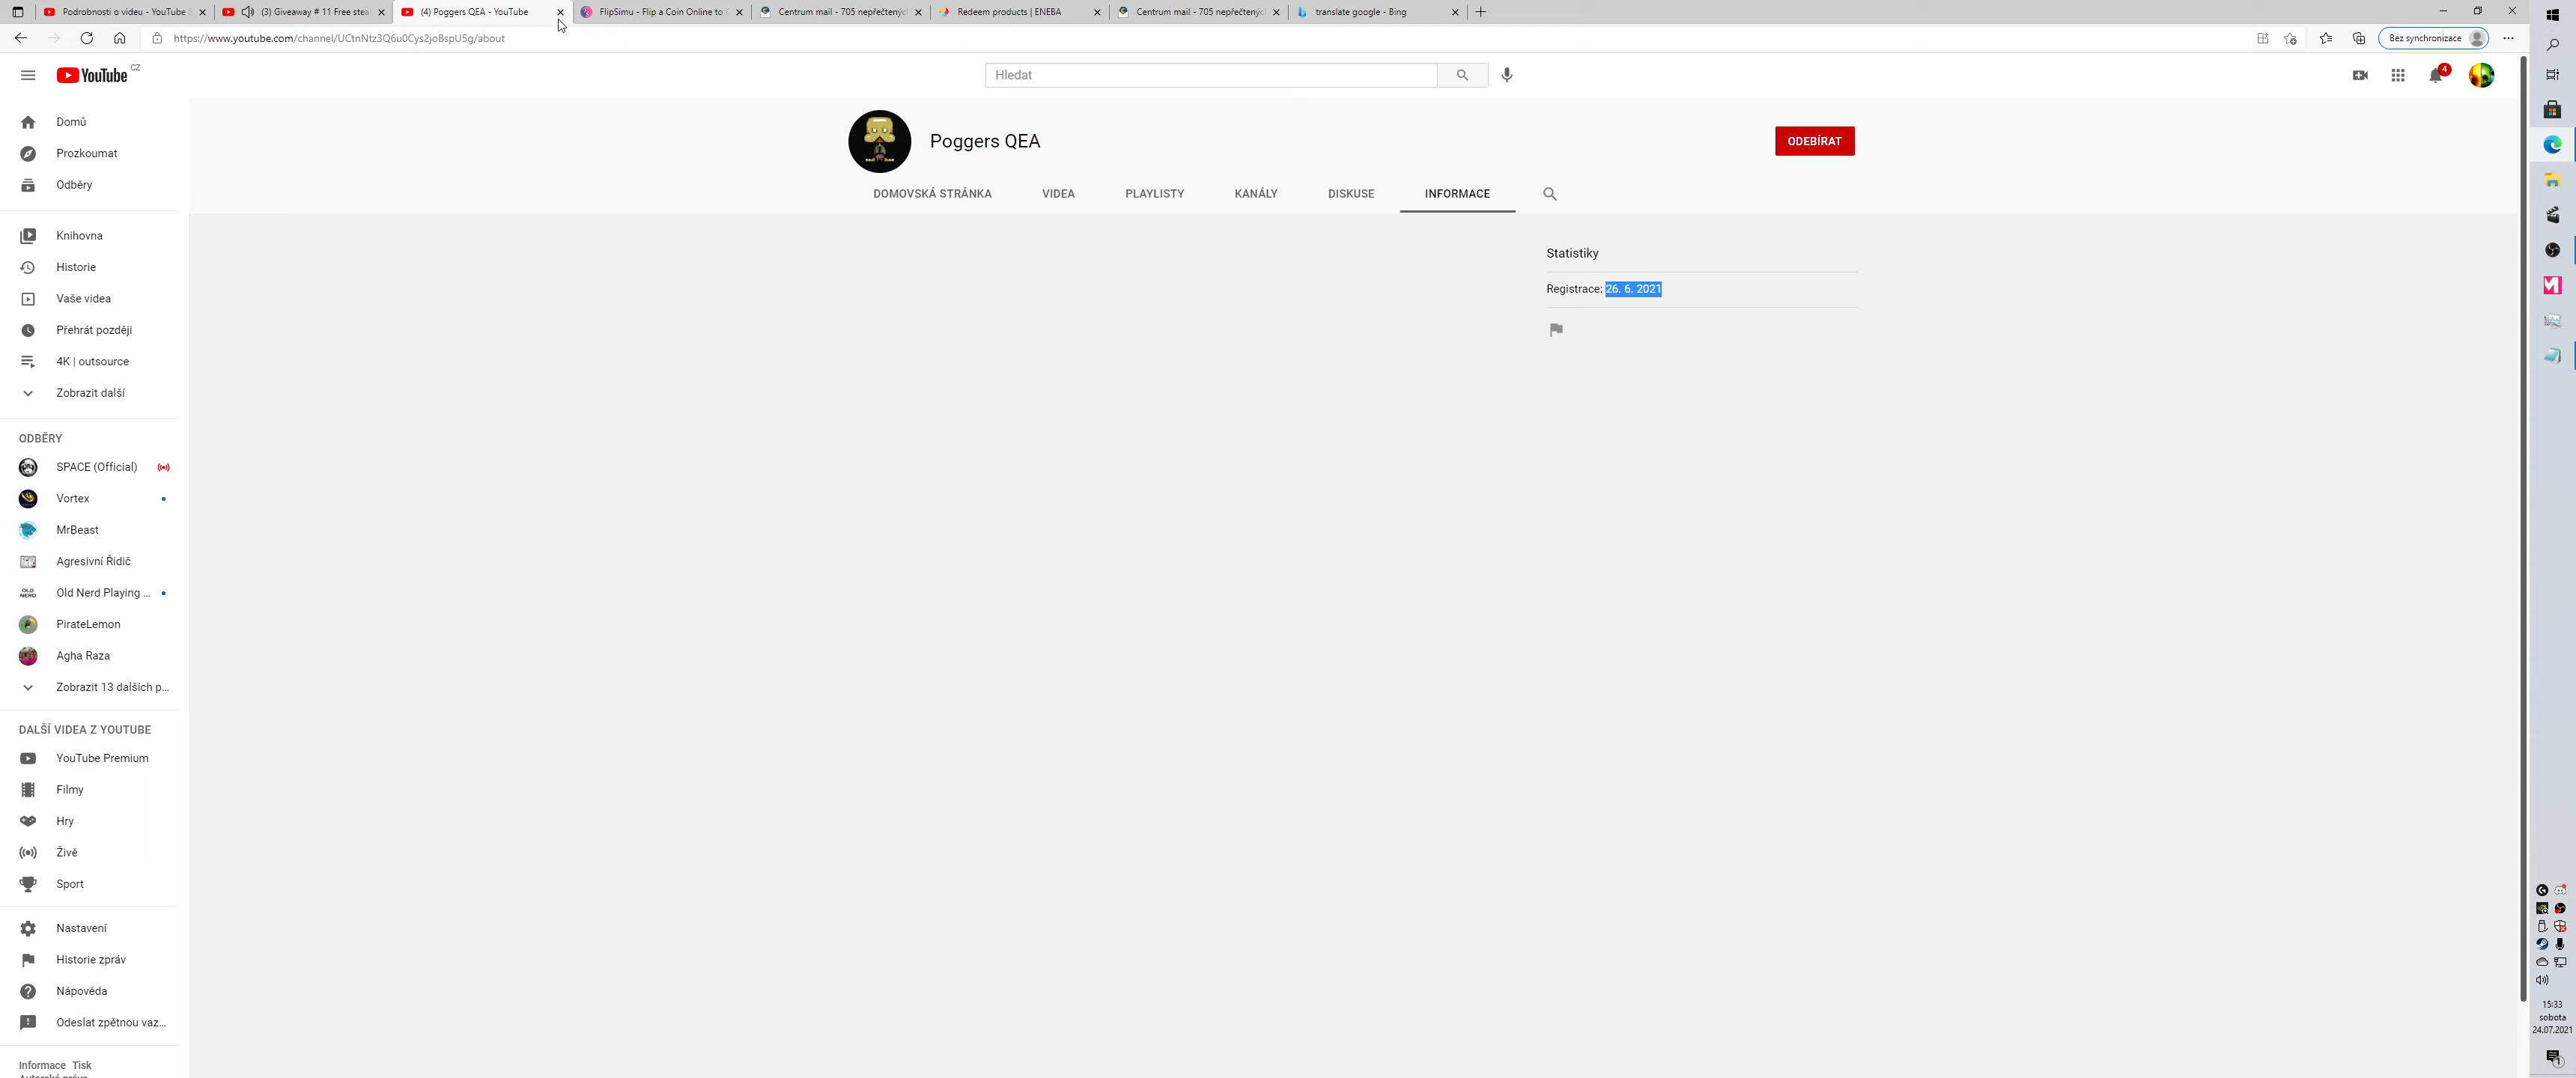 Podrobnosti o videu - YouTube S
(3) Giveaway # 11 Free stea
(4) Poggers QEA - YouTube
FlipSimu - Flip a Coin Online to
Centrum mail - 705 nepřečtenýc
Redeem products | ENEBA
Centrum mail - 705 nepřečtený
translate google - Bing
https://www.youtube.com/channel/UCtnNtz3Q6u0Cys2joBspU5g/about
Bez synchronizace
YouTube CZ
Hledat
4
Domů
Prozkoumat
Odběry
Knihovna
Historie
Vaše videa
Přehrát později
4K | outsource
Zobrazit další
ODBĚRY
SPACE (Official)
Vortex
MrBeast
Agresivní Řidič
Old Nerd Playing ...
PirateLemon
Agha Raza
Zobrazit 13 dalších p...
DALŠÍ VIDEA Z YOUTUBE
YouTube Premium
Filmy
Hry
Živě
Sport
Nastavení
Historie zpráv
Nápověda
Odeslat zpětnou vaz...
Informace Tisk
Poggers QEA
ODEBÍRAT
DOMOVSKÁ STRÁNKA
VIDEA
PLAYLISTY
KANÁLY
DISKUSE
INFORMACE
Statistiky
Registrace: 26. 6. 2021
15:33
sobota
24.07.2021
1